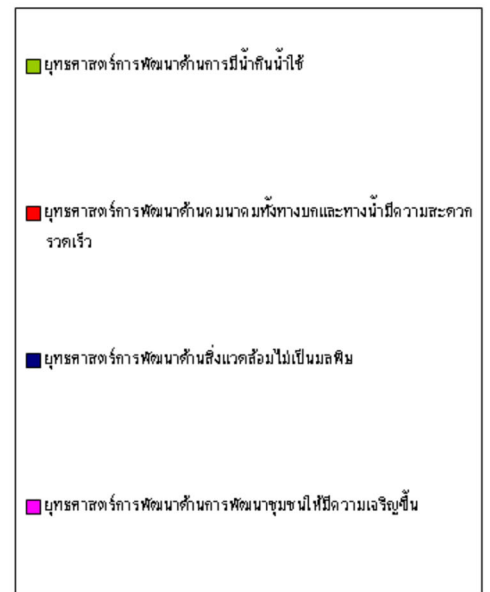 ยุทธศาสตร์การพัฒนาด้านการมีน้ำกินน้ำใช้
ยุทธศาสตร์การพัฒนาด้านคมนาคมทั้งทางบกและทางน้ำมีความสะดวก
รวดเร็ว
ยุทธศาสตร์การพัฒนาด้านสิ่งแวดล้อมไม่เป็นมลพิษ
ยุทธศาสตร์การพัฒนาด้านการพัฒนาชุมชนให้มีความเจริญขึ้น